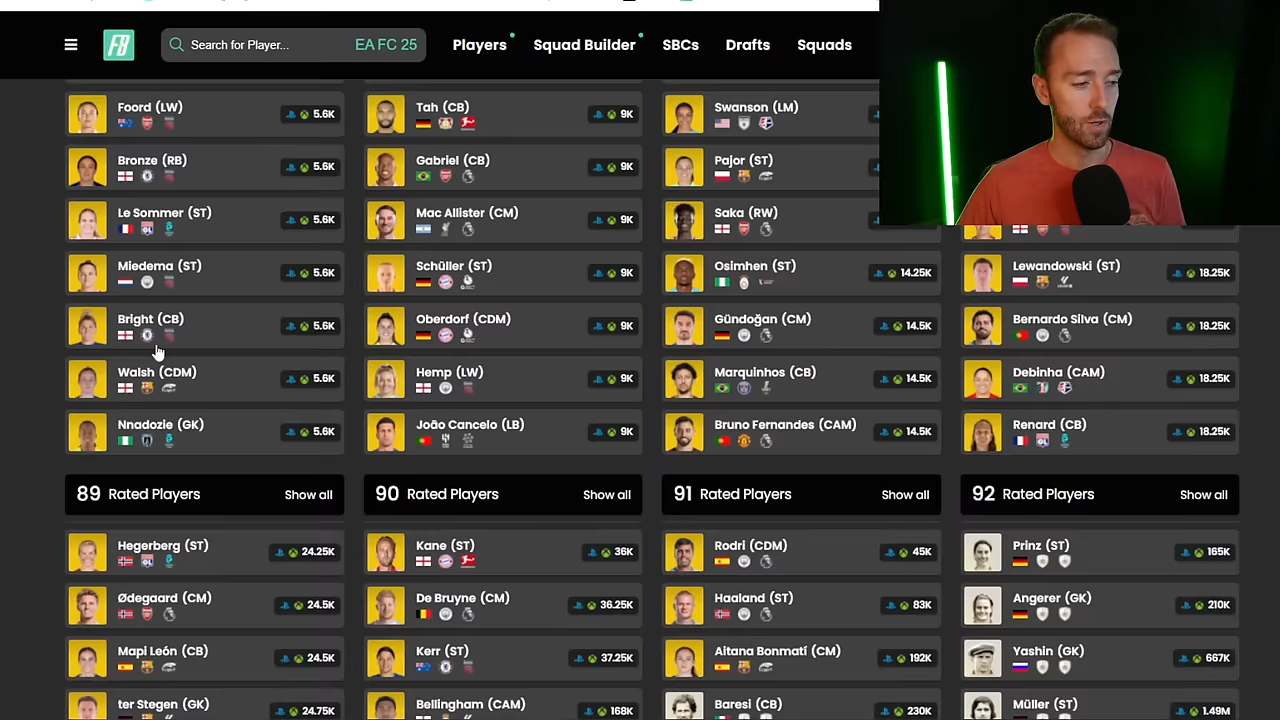 Search for Player...
EA FC 25
Players
Squad Builder
SBCs
Drafts
Squads
Foord (LW)
5.6K
Bronze (RB)
5.6K
Le Sommer (ST)
5.6K
Miedema (ST)
5.6K
Bright (CB)
5.6K
Walsh (CDM)
5.6K
Nnadozie (GK)
5.6K
Tah (CB)
9K
Gabriel (CB)
9K
Mac Allister (CM)
9K
Schüller (ST)
9K
Oberdorf (CDM)
9K
Hemp (LW)
9K
João Cancelo (LB)
9K
Swanson (LM)
Pajor (ST)
Saka (RW)
Osimhen (ST)
14.25K
Gündoğan (CM)
14.5K
Marquinhos (CB)
14.5K
Bruno Fernandes (CAM)
14.5K
Lewandowski (ST)
18.25K
Bernardo Silva (CM)
18.25K
Debinha (CAM)
18.25K
Renard (CB)
18.25K
89 Rated Players
Show all
Hegerberg (ST)
24.25K
Ødegaard (CM)
24.5K
Mapi León (CB)
24.5K
ter Stegen (GK)
24.75K
90 Rated Players
Show all
Kane (ST)
36K
De Bruyne (CM)
36.25K
Kerr (ST)
37.25K
Bellingham (CAM)
168K
91 Rated Players
Show all
Rodri (CDM)
45K
Haaland (ST)
83K
Aitana Bonmatí (CM)
192K
Baresi (CB)
230K
92 Rated Players
Show all
Prinz (ST)
165K
Angerer (GK)
210K
Yashin (GK)
667K
Müller (ST)
1.49M